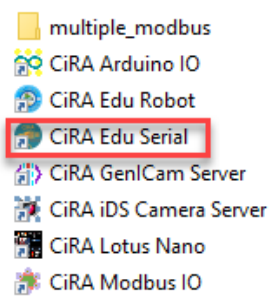 multiple_modbus
CiRA Arduino IO
CiRA Edu Robot
CiRA Edu Serial
CiRA GenICam Server
CiRA iDS Camera Server
CiRA Lotus Nano
CiRA Modbus IO